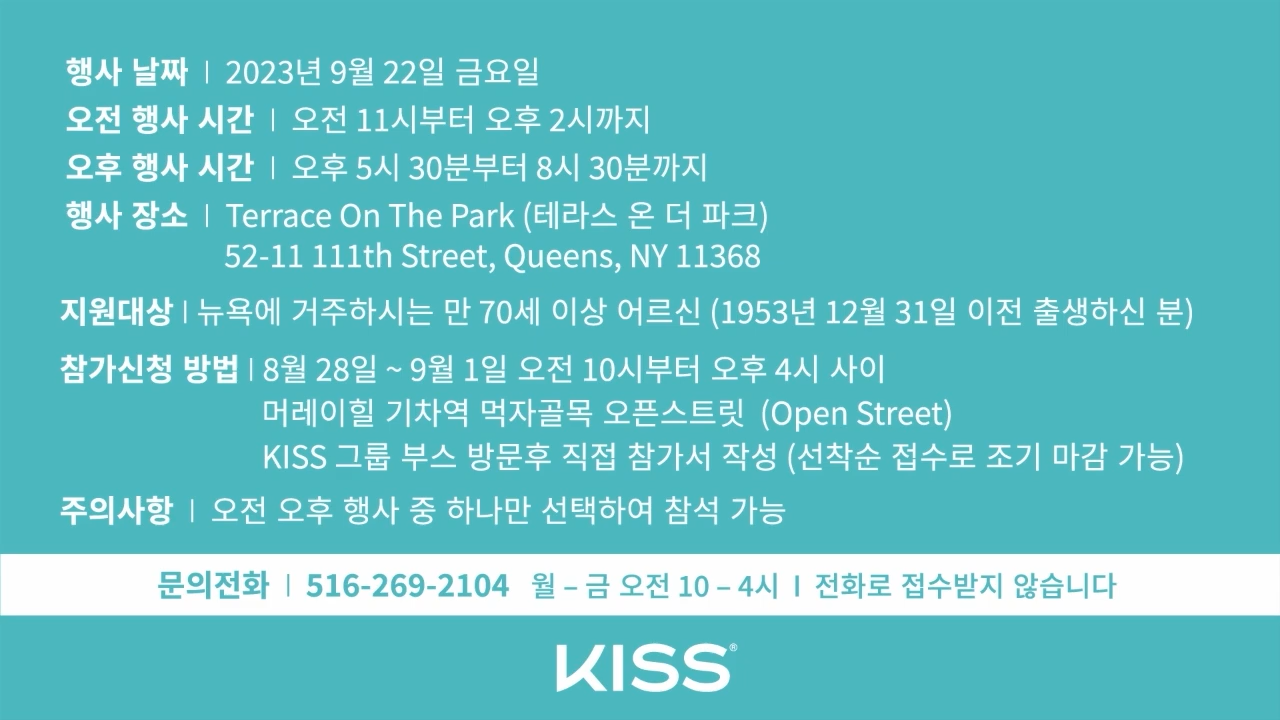 행사 날짜 | 2023년 9월 22일 금요일
오전 행사 시간 | 오전 11시부터 오후 2시까지
오후 행사 시간 | 오후 5시 30분부터 8시 30분까지
행사 장소 | Terrace On The Park (테라스 온 더 파크)
52-11 111th Street, Queens, NY 11368
지원대상 | 뉴욕에 거주하시는 만 70세 이상 어르신 (1953년 12월 31일 이전 출생하신 분)
참가신청 방법 | 8월 28일 ~ 9월 1일 오전 10시부터 오후 4시 사이
머레이힐 기차역 먹자골목 오픈스트릿 (Open Street)
KISS 그룹 부스 방문후 직접 참가서 작성 (선착순 접수로 조기 마감 가능)
주의사항 | 오전 오후 행사 중 하나만 선택하여 참석 가능
문의전화 | 516-269-2104 월 – 금 오전 10 – 4시 | 전화로 접수받지 않습니다
KISS®